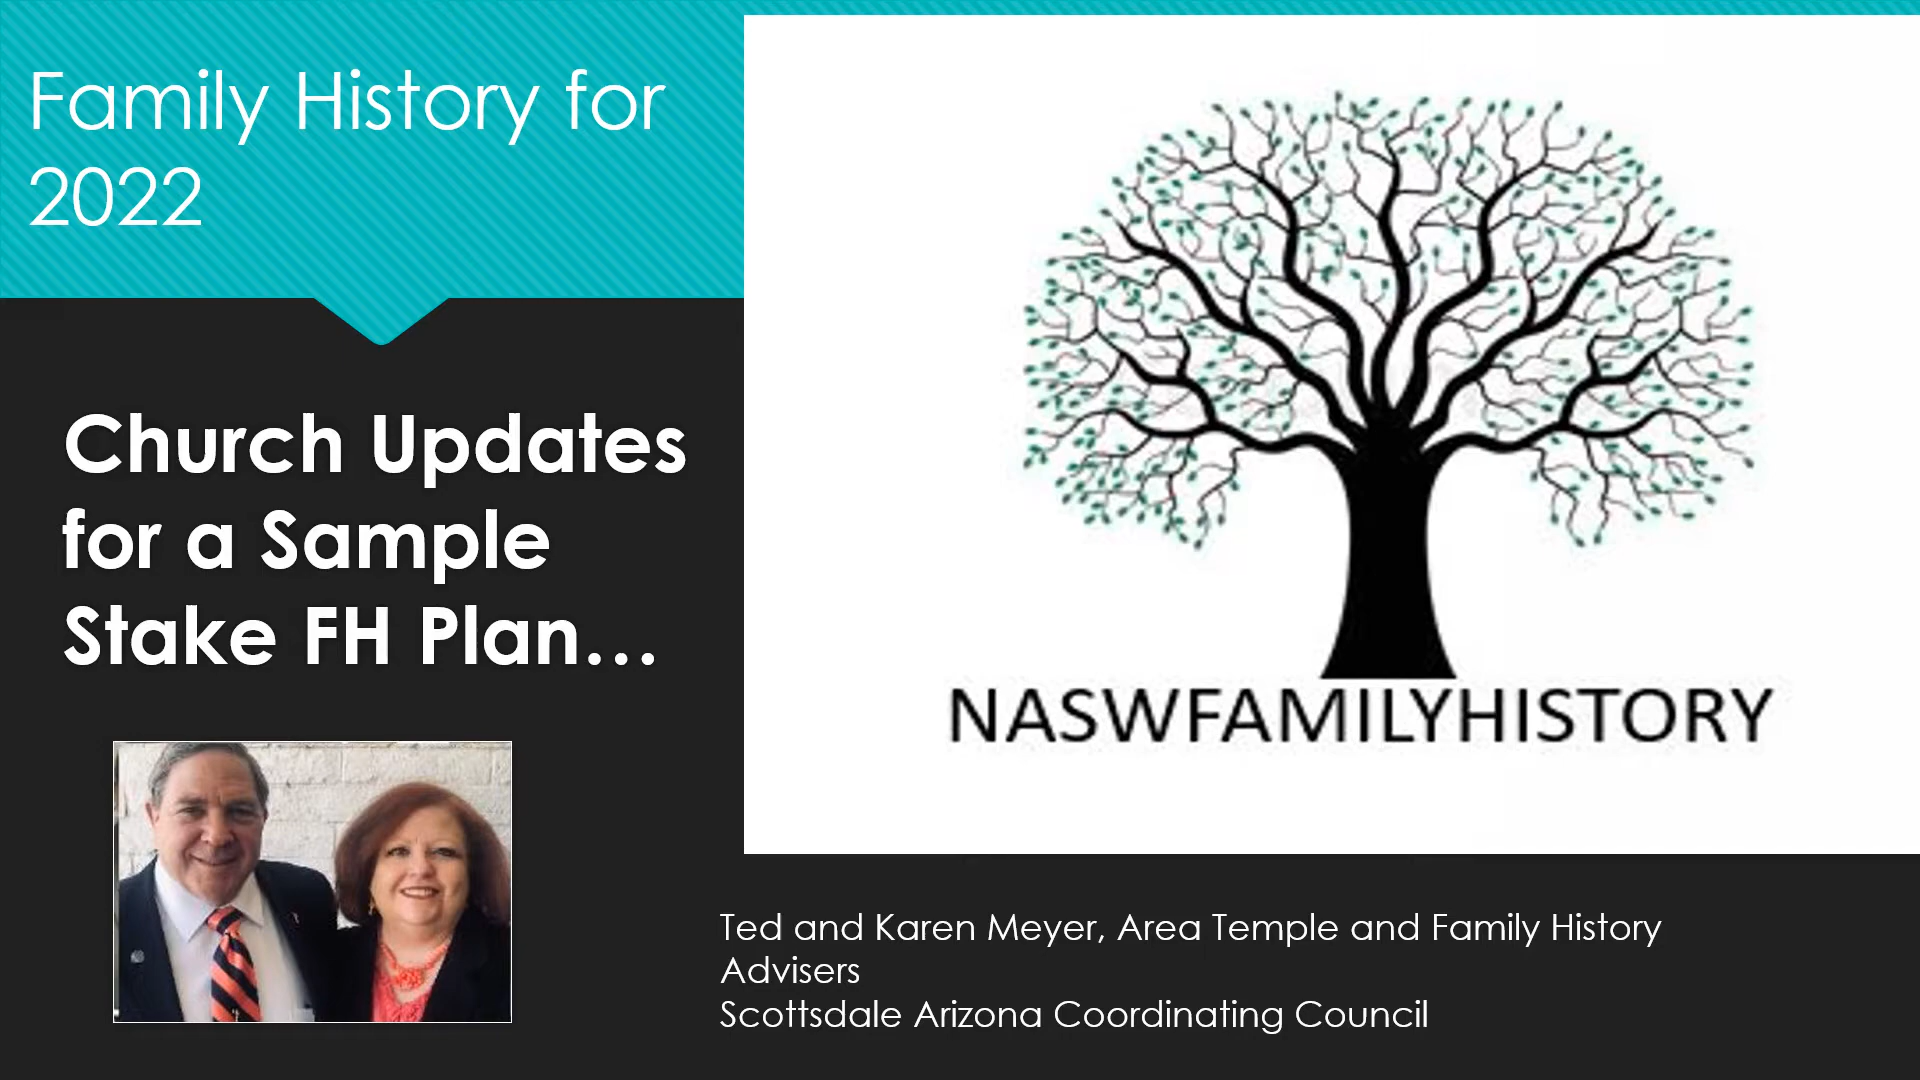 Family History for
2022
Church Updates
for a Sample
Stake FH Plan…
NASWFAMILYHISTORY
Ted and Karen Meyer, Area Temple and Family History
Advisers
Scottsdale Arizona Coordinating Council